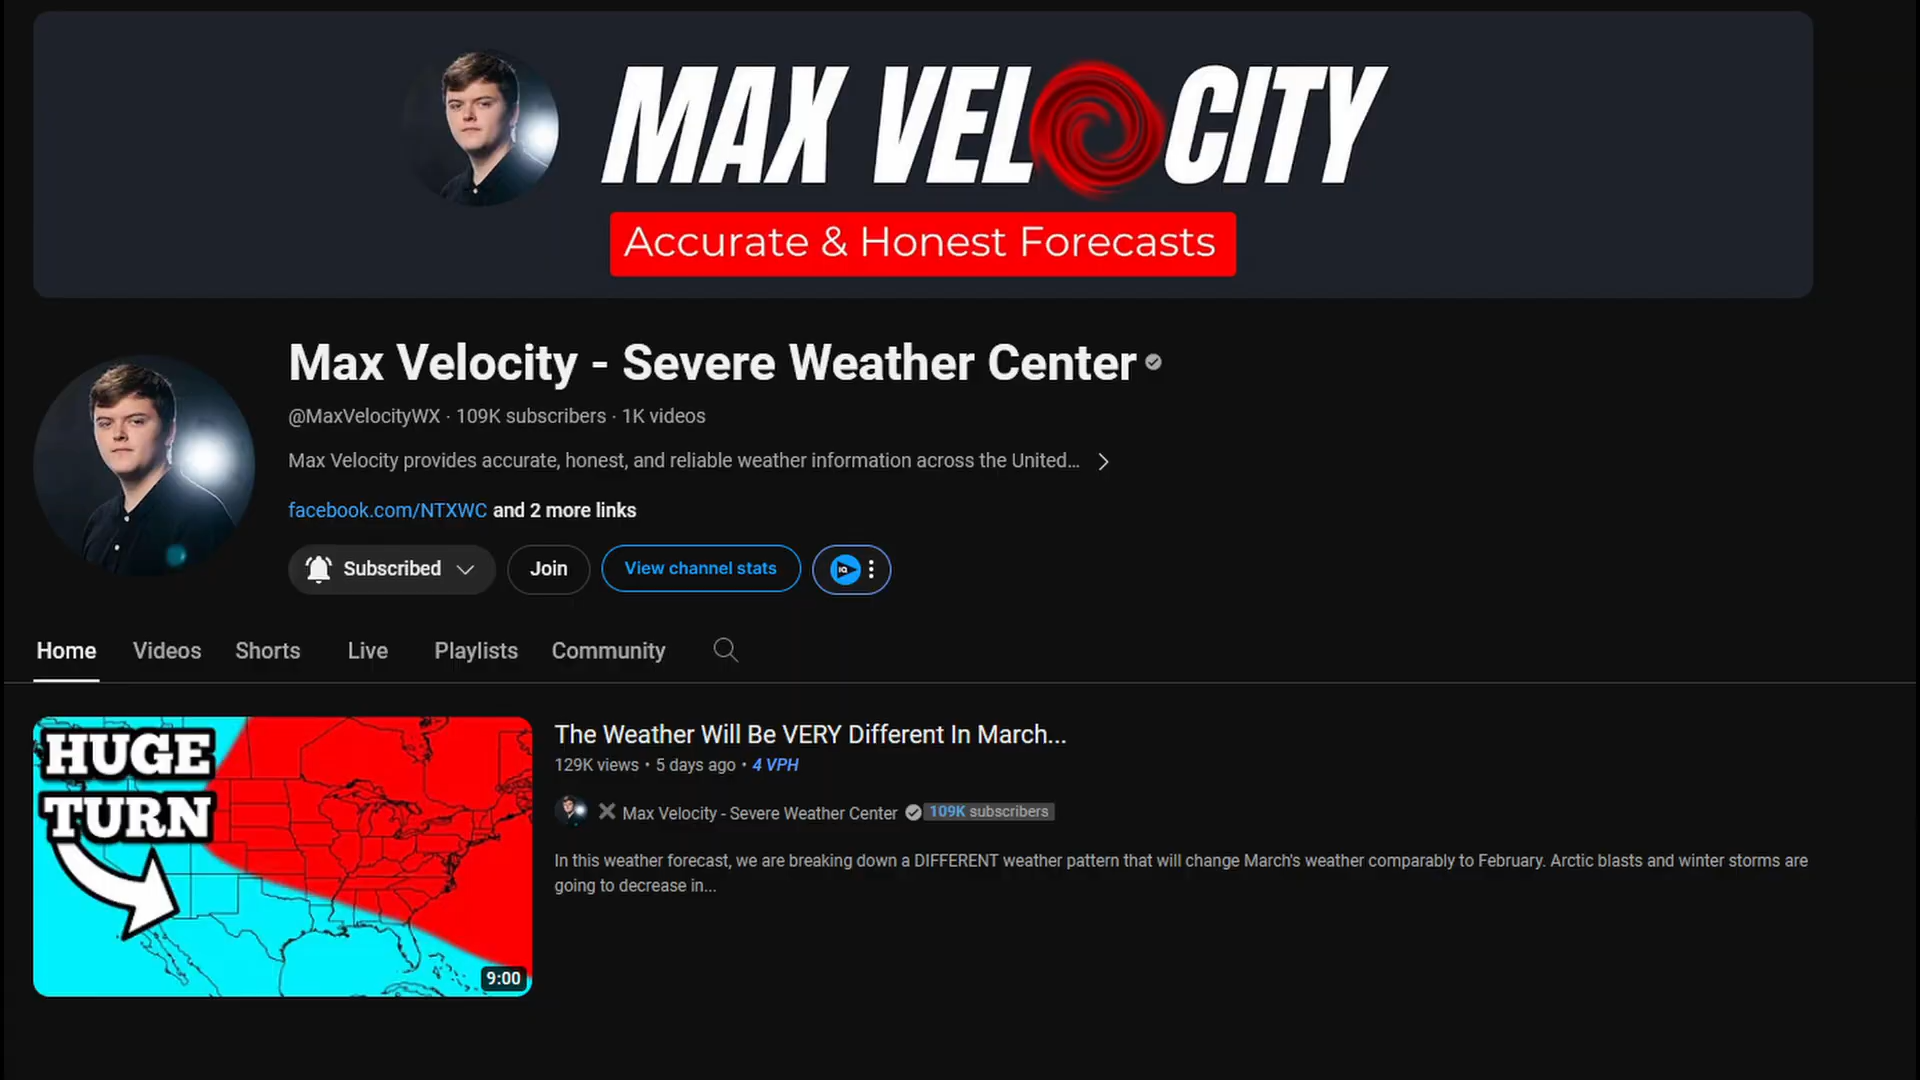 MAX VELOCITY
Accurate & Honest Forecasts
Max Velocity - Severe Weather Center
@MaxVelocityWX · 109K subscribers · 1K videos
Max Velocity provides accurate, honest, and reliable weather information across the United...
facebook.com/NTXWC and 2 more links
Subscribed
Join
View channel stats
IQ
Home
Videos
Shorts
Live
Playlists
Community
HUGE
TURN
9:00
The Weather Will Be VERY Different In March...
129K views • 5 days ago • 4 VPH
Max Velocity - Severe Weather Center 109K subscribers
In this weather forecast, we are breaking down a DIFFERENT weather pattern that will change March's weather comparably to February. Arctic blasts and winter storms are
going to decrease in...